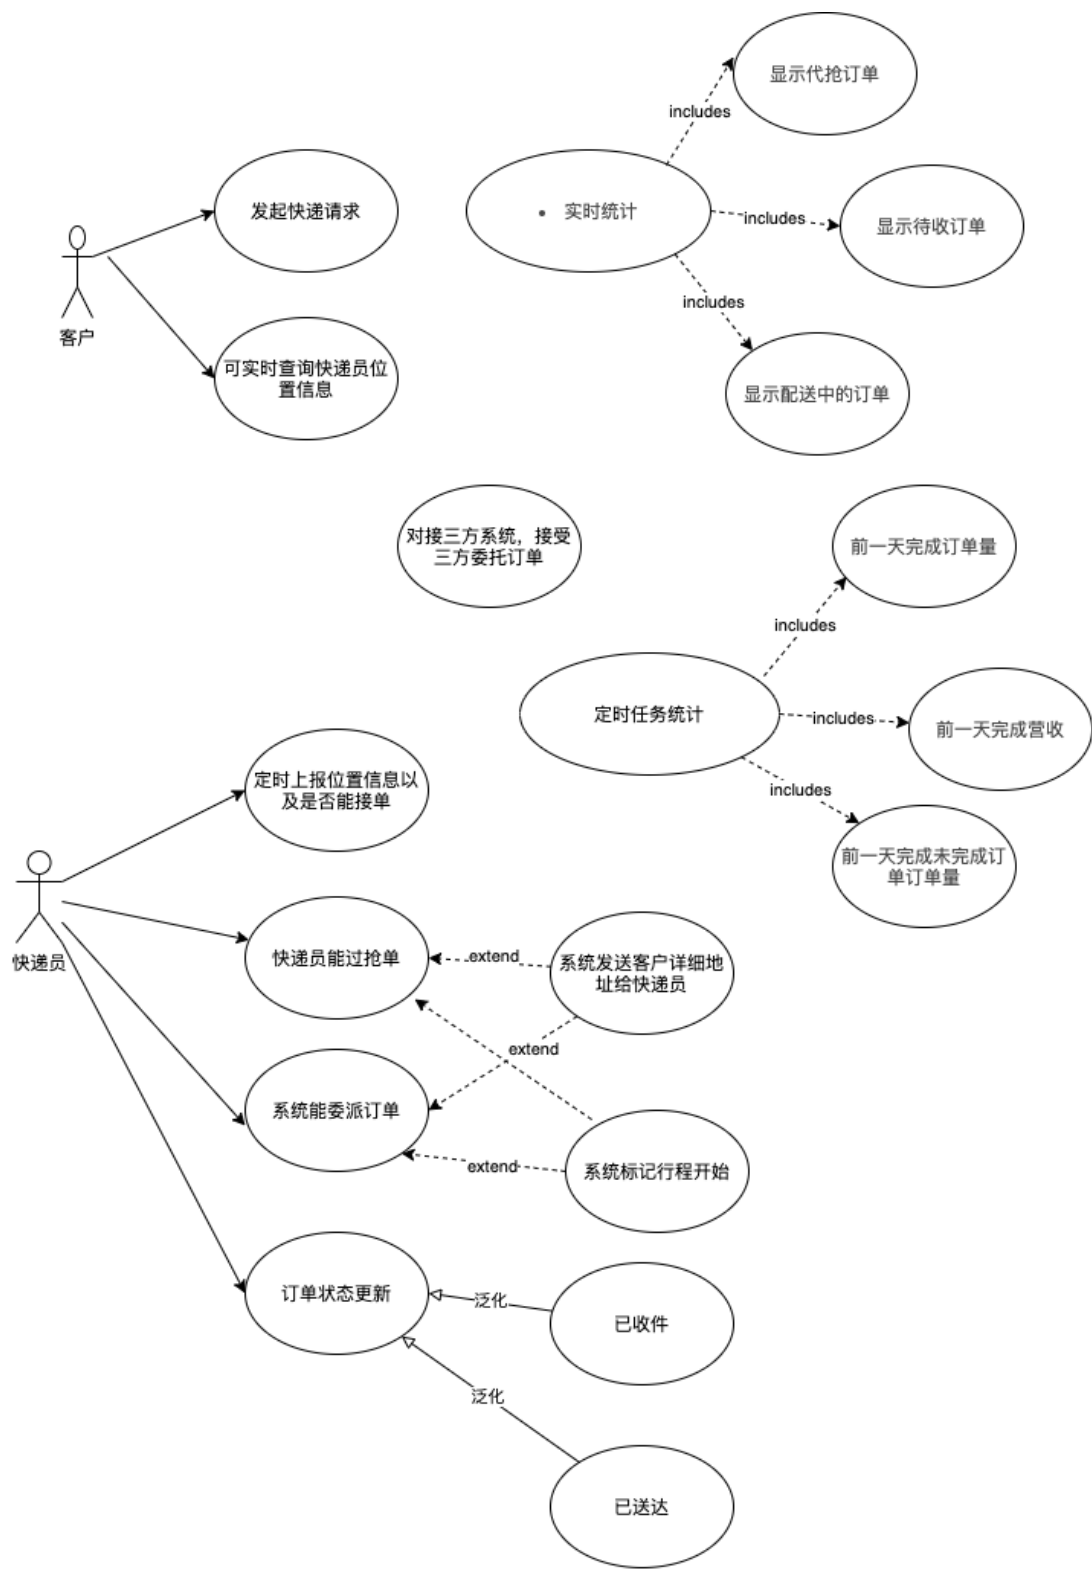 显示代抢订单
includes
发起快递请求
• 实时统计
includes
显示待收订单
客户
includes
可实时查询快递员位
置信息
显示配送中的订单
对接三方系统，接受
三方委托订单
前一天完成订单量
includes
定时任务统计
includes
前一天完成营收
定时上报位置信息以
及是否能接单
includes
前一天完成未完成订
单订单量
快递员
快递员能过抢单
extend
系统发送客户详细地
址给快递员
extend
系统能委派订单
extend
系统标记行程开始
订单状态更新
泛化
已收件
泛化
已送达